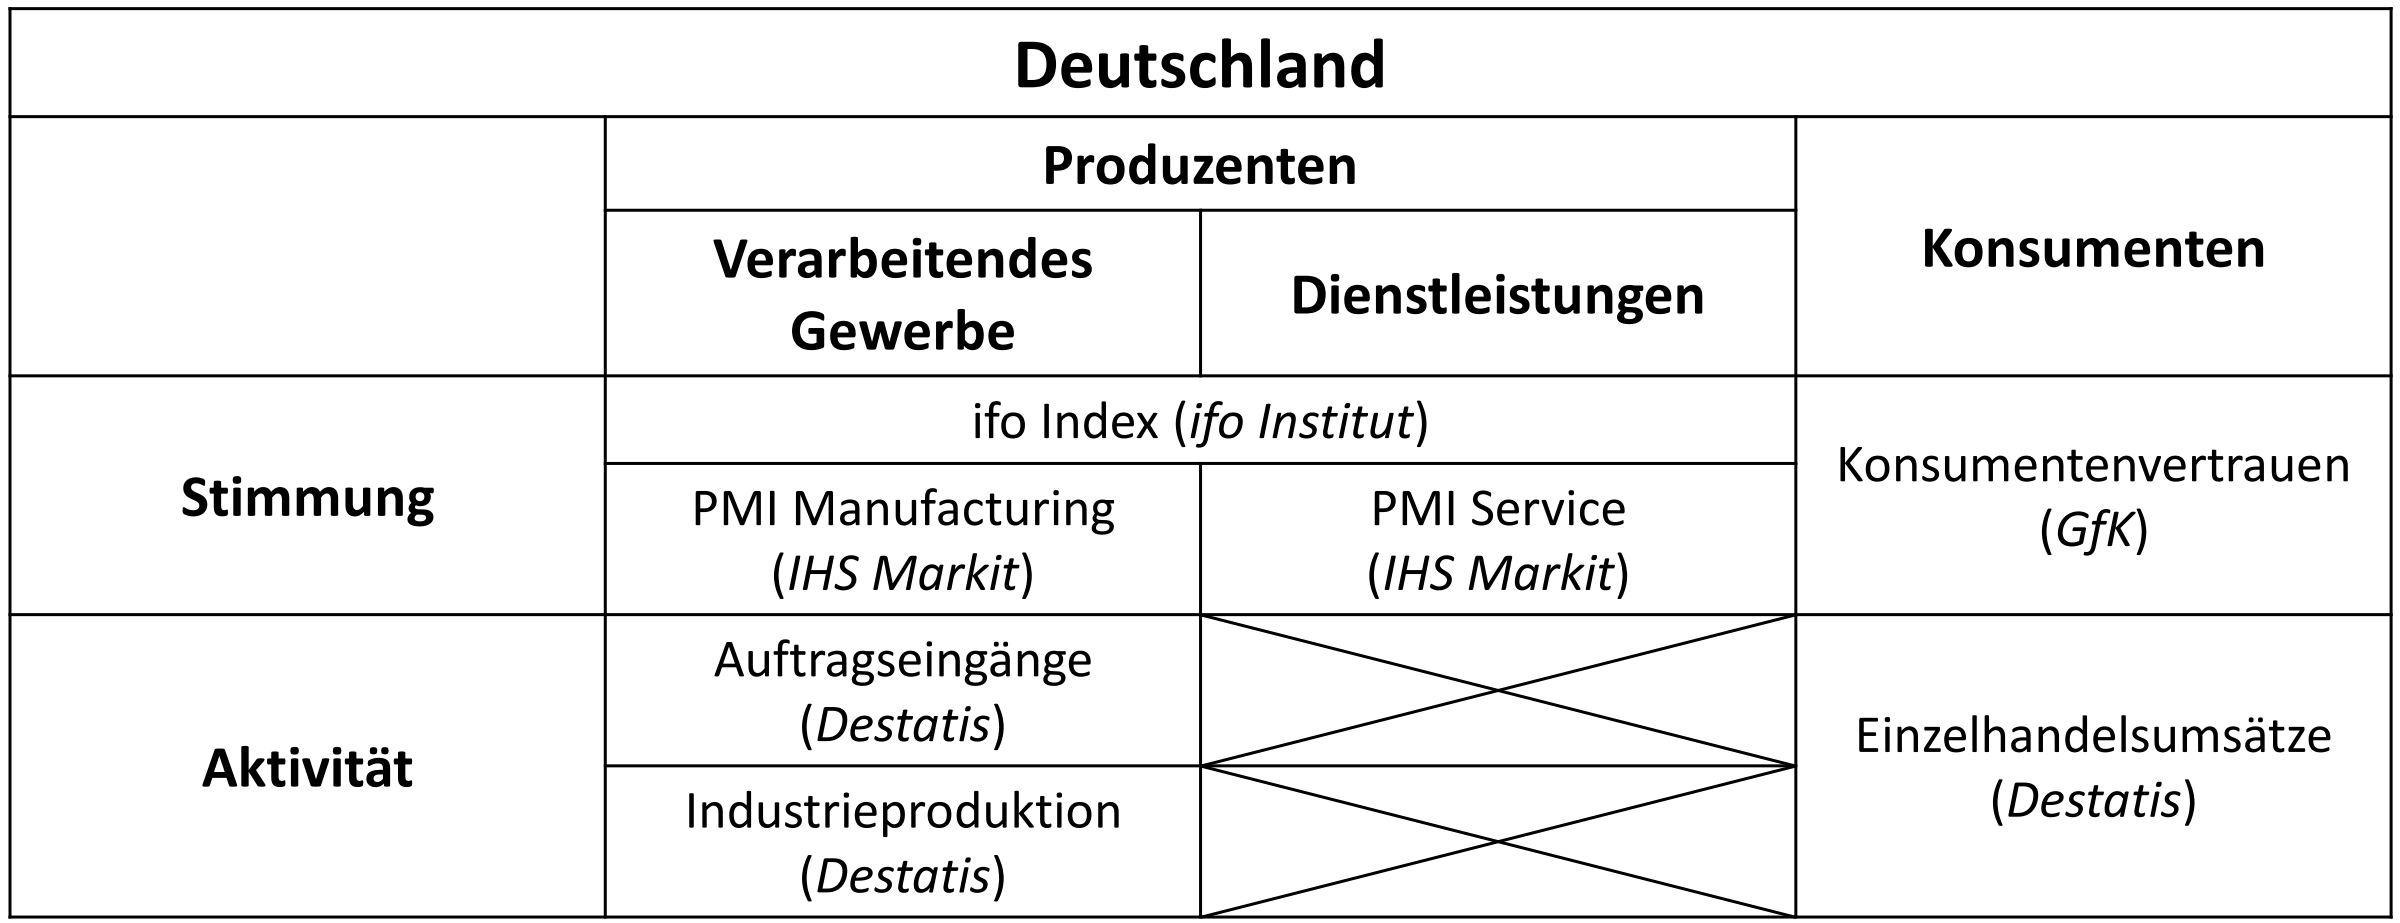 Deutschland
Produzenten
Konsumenten
Verarbeitendes
Gewerbe
Dienstleistungen
Stimmung
ifo Index (ifo Institut)
PMI Manufacturing
(IHS Markit)
PMI Service
(IHS Markit)
Konsumentenvertrauen
(GfK)
Aktivität
Auftragseingänge
(Destatis)
Industrieproduktion
(Destatis)
Einzelhandelsumsätze
(Destatis)